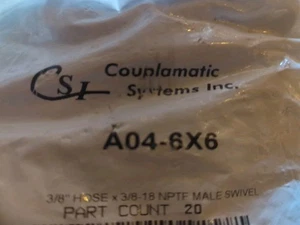 CSI Couplamatic
Systems Inc.
A04-6X6
3/8" HOSE x 3/8-18 NPTF MALE SWIVEL
PART COUNT 20